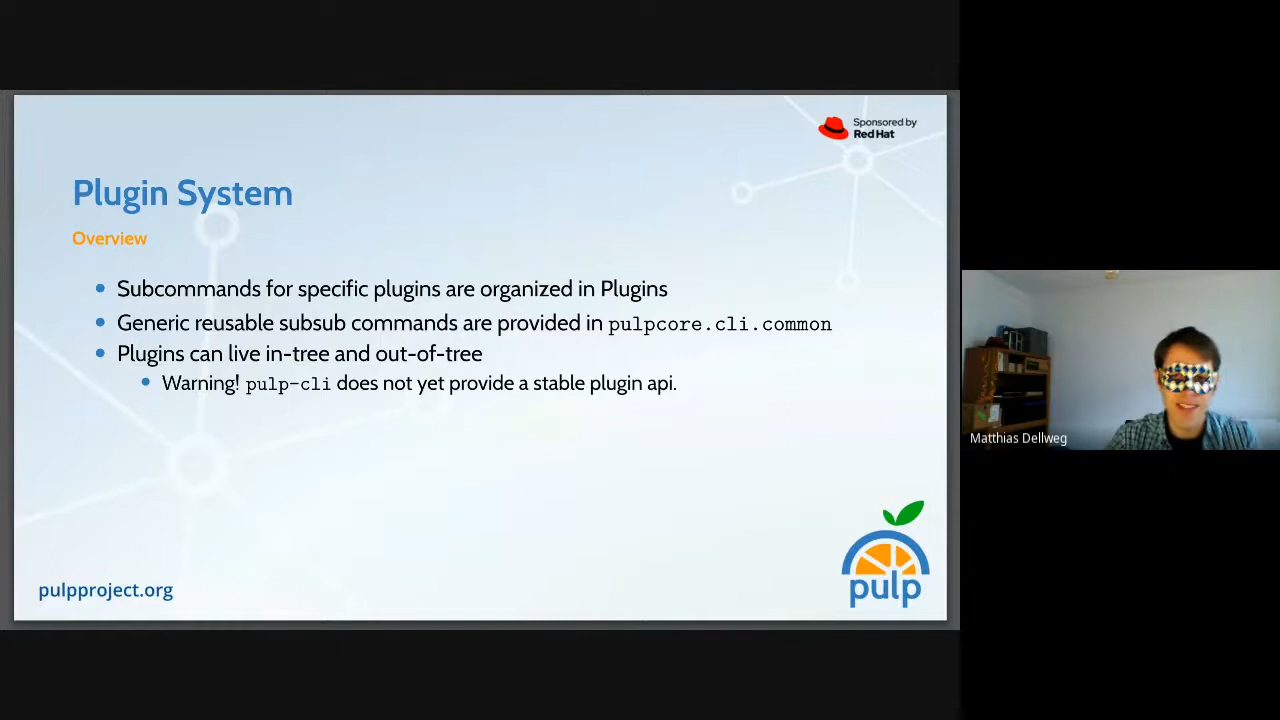 Sponsored by
Red Hat
Plugin System
Overview
Subcommands for specific plugins are organized in Plugins
Generic reusable subsub commands are provided in pulpcore.cli.common
Plugins can live in-tree and out-of-tree
Warning! pulp-cli does not yet provide a stable plugin api.
Matthias Dellweg
pulp
pulpproject.org